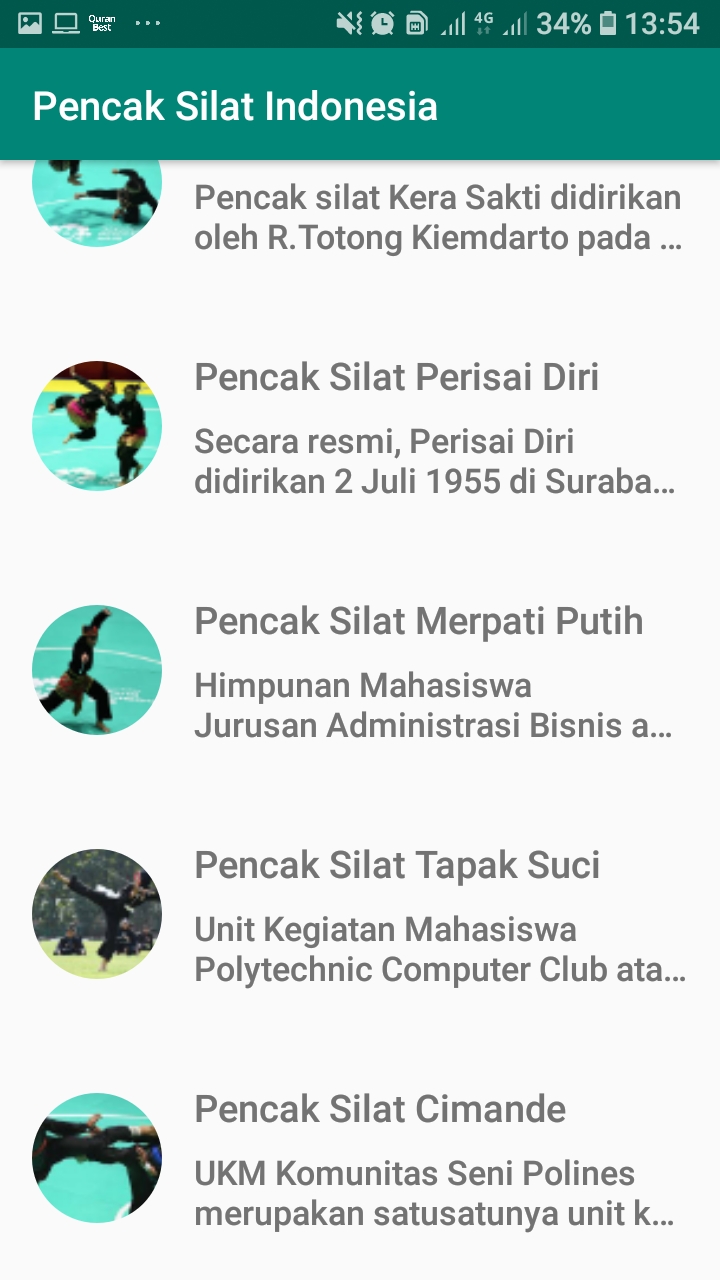 Quran
Best
4G 34% 13:54
Pencak Silat Indonesia
Pencak silat Kera Sakti didirikan
oleh R.Totong Kiemdarto pada ...
Pencak Silat Perisai Diri
Secara resmi, Perisai Diri
didirikan 2 Juli 1955 di Suraba...
Pencak Silat Merpati Putih
Himpunan Mahasiswa
Jurusan Administrasi Bisnis a...
Pencak Silat Tapak Suci
Unit Kegiatan Mahasiswa
Polytechnic Computer Club ata...
Pencak Silat Cimande
UKM Komunitas Seni Polines
merupakan satusatunya unit k...